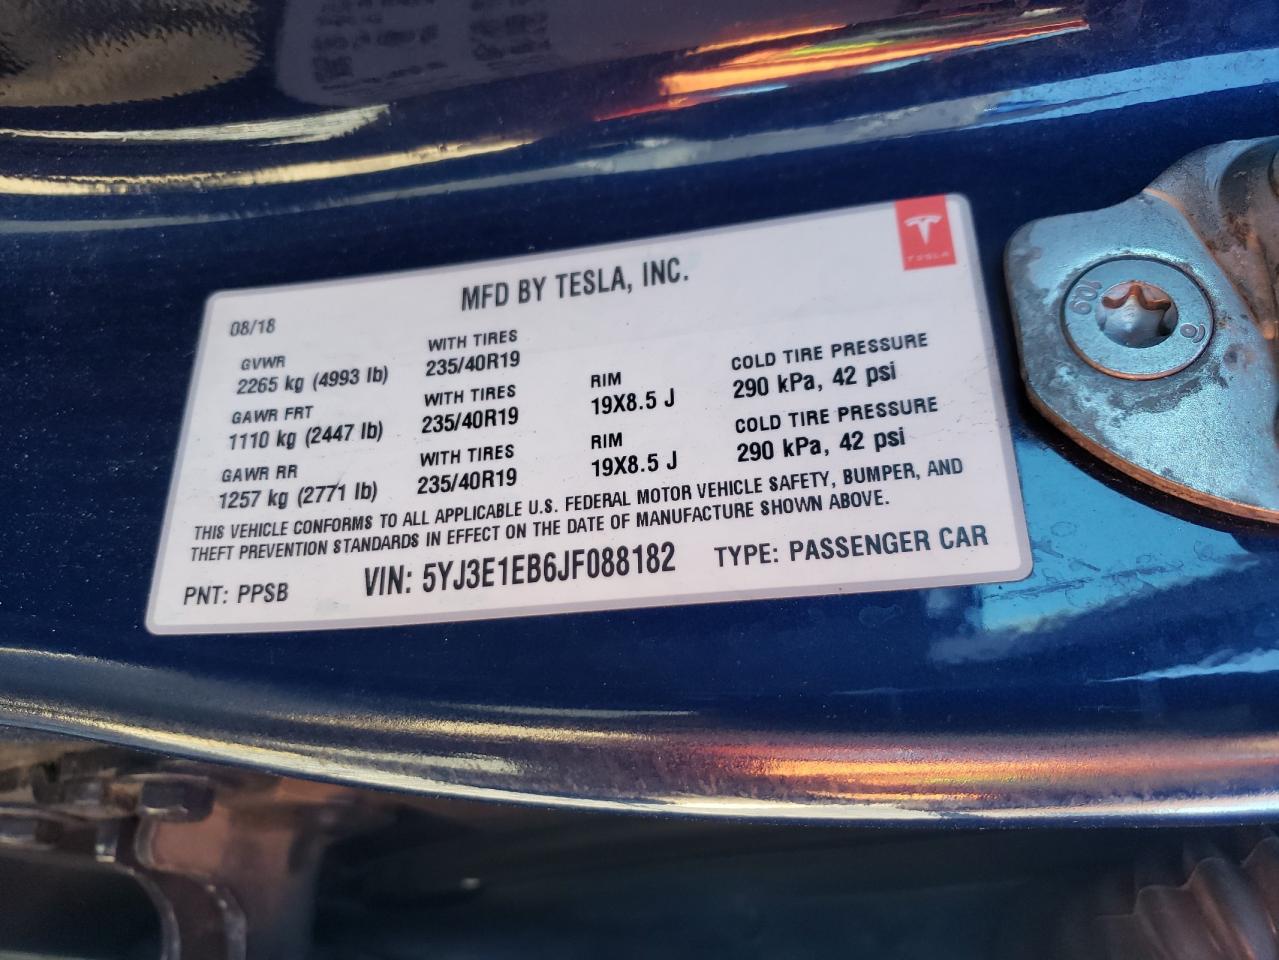 MFD BY TESLA, INC.
TESLA
08/18
GVWR WITH TIRES
2265 kg (4993 lb) 235/40R19
GAWR FRT WITH TIRES RIM COLD TIRE PRESSURE
1110 kg (2447 lb) 235/40R19 19X8.5 J 290 kPa, 42 psi
GAWR RR WITH TIRES RIM COLD TIRE PRESSURE
1257 kg (2771 lb) 235/40R19 19X8.5 J 290 kPa, 42 psi
THIS VEHICLE CONFORMS TO ALL APPLICABLE U.S. FEDERAL MOTOR VEHICLE SAFETY, BUMPER, AND
THEFT PREVENTION STANDARDS IN EFFECT ON THE DATE OF MANUFACTURE SHOWN ABOVE.
PNT: PPSB VIN: 5YJ3E1EB6JF088182 TYPE: PASSENGER CAR